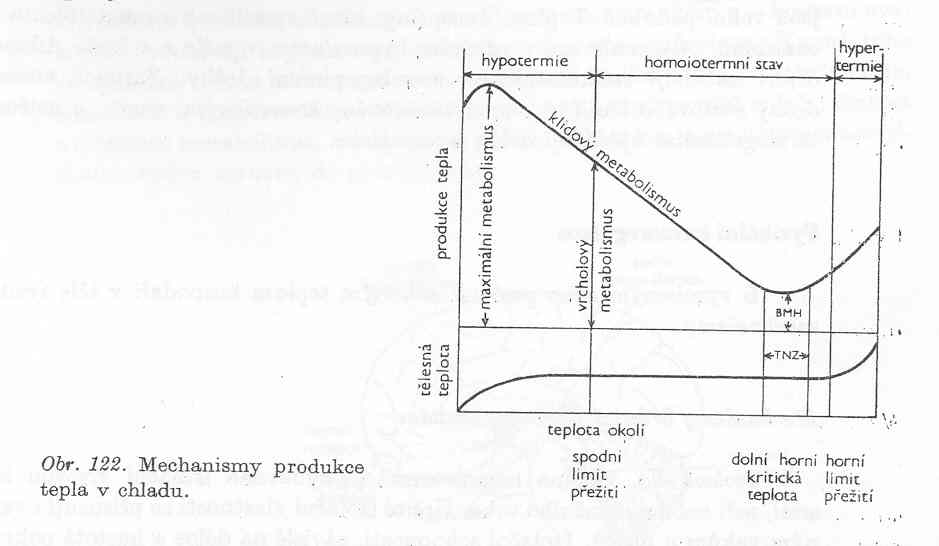 hypotermie
homoiotermní stav
hyper-
termie
produkce tepla
maximální metabolismus
klidový metabolismus
vrcholový
metabolismus
BMH
TNZ
tělesná
teplota
teplota okolí
spodní
limit
přežití
dolní horní
kritická
teplota
horní
límit
přežití
Obr. 122. Mechanismy produkce
tepla v chladu.